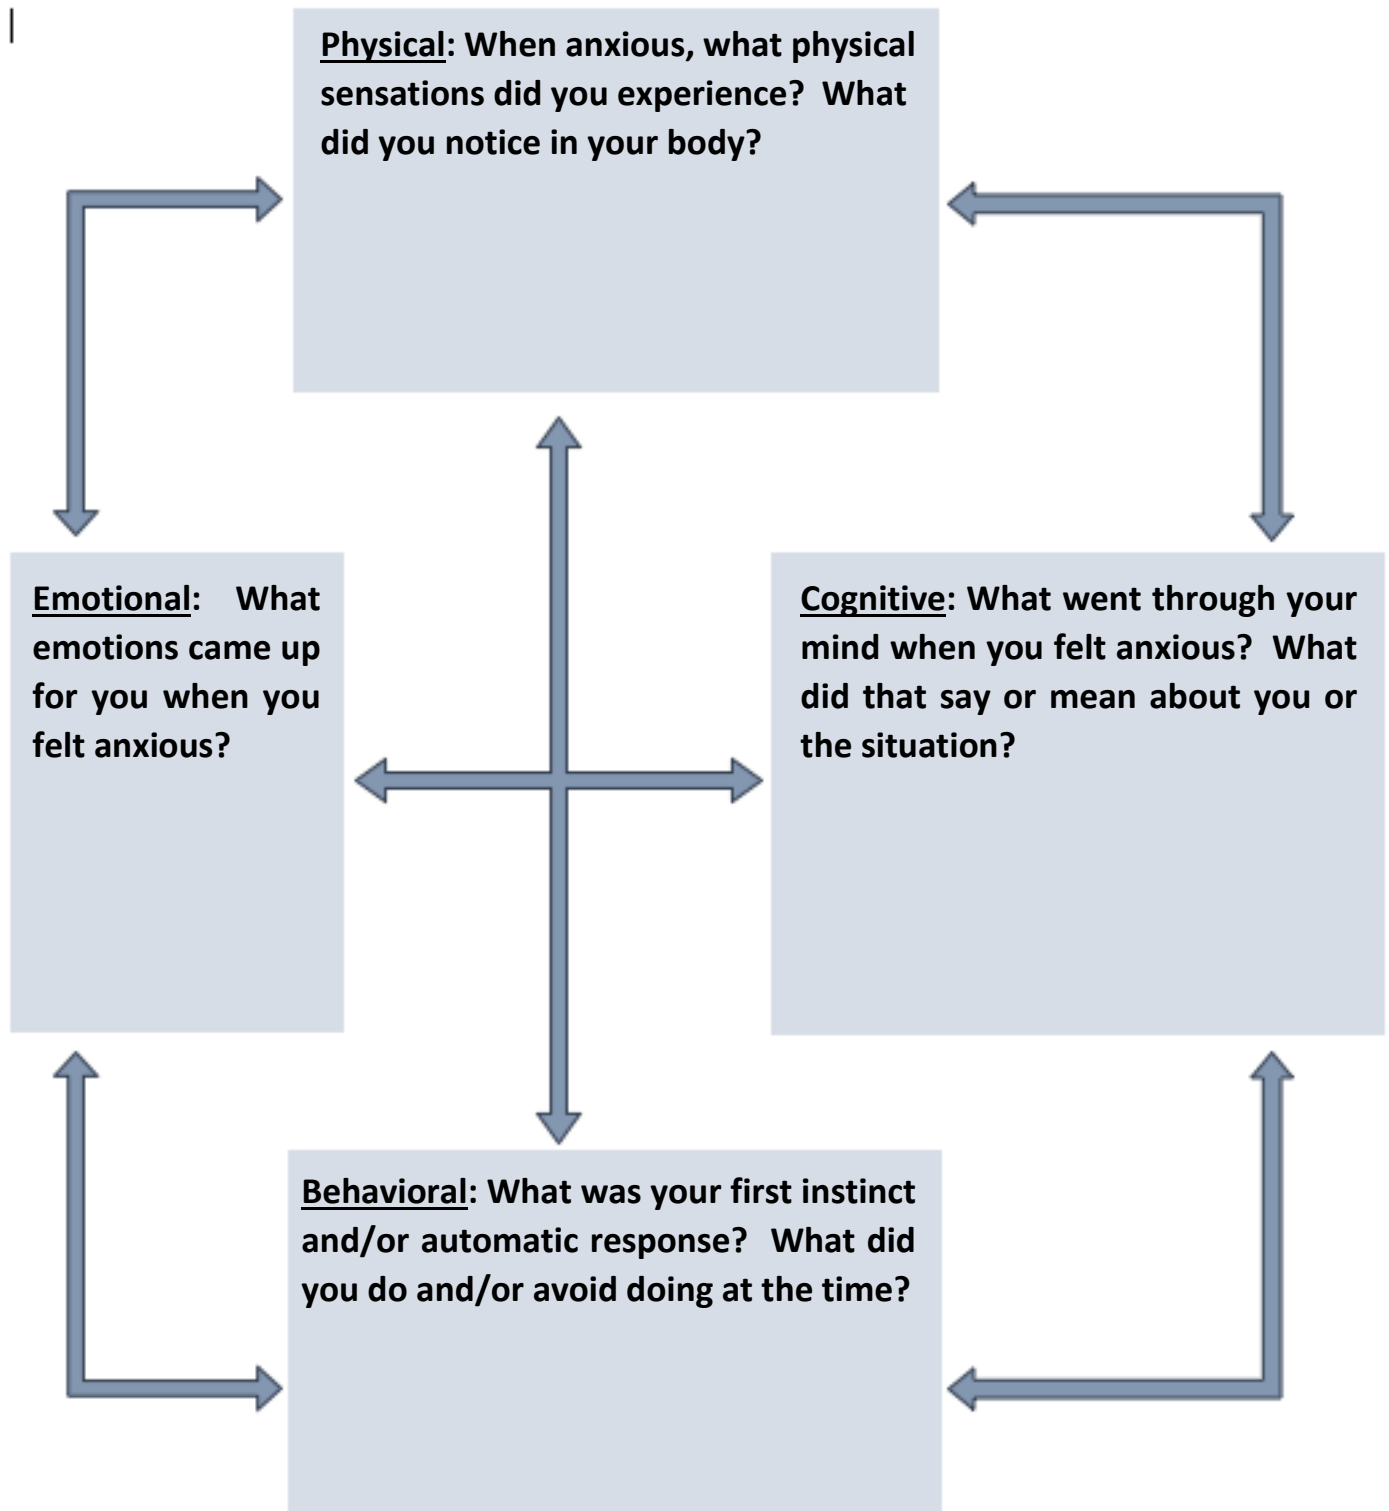 Physical: When anxious, what physical
sensations did you experience? What
did you notice in your body?
Emotional: What
emotions came up
for you when you
felt anxious?
Cognitive: What went through your
mind when you felt anxious? What
did that say or mean about you or
the situation?
Behavioral: What was your first instinct
and/or automatic response? What did
you do and/or avoid doing at the time?